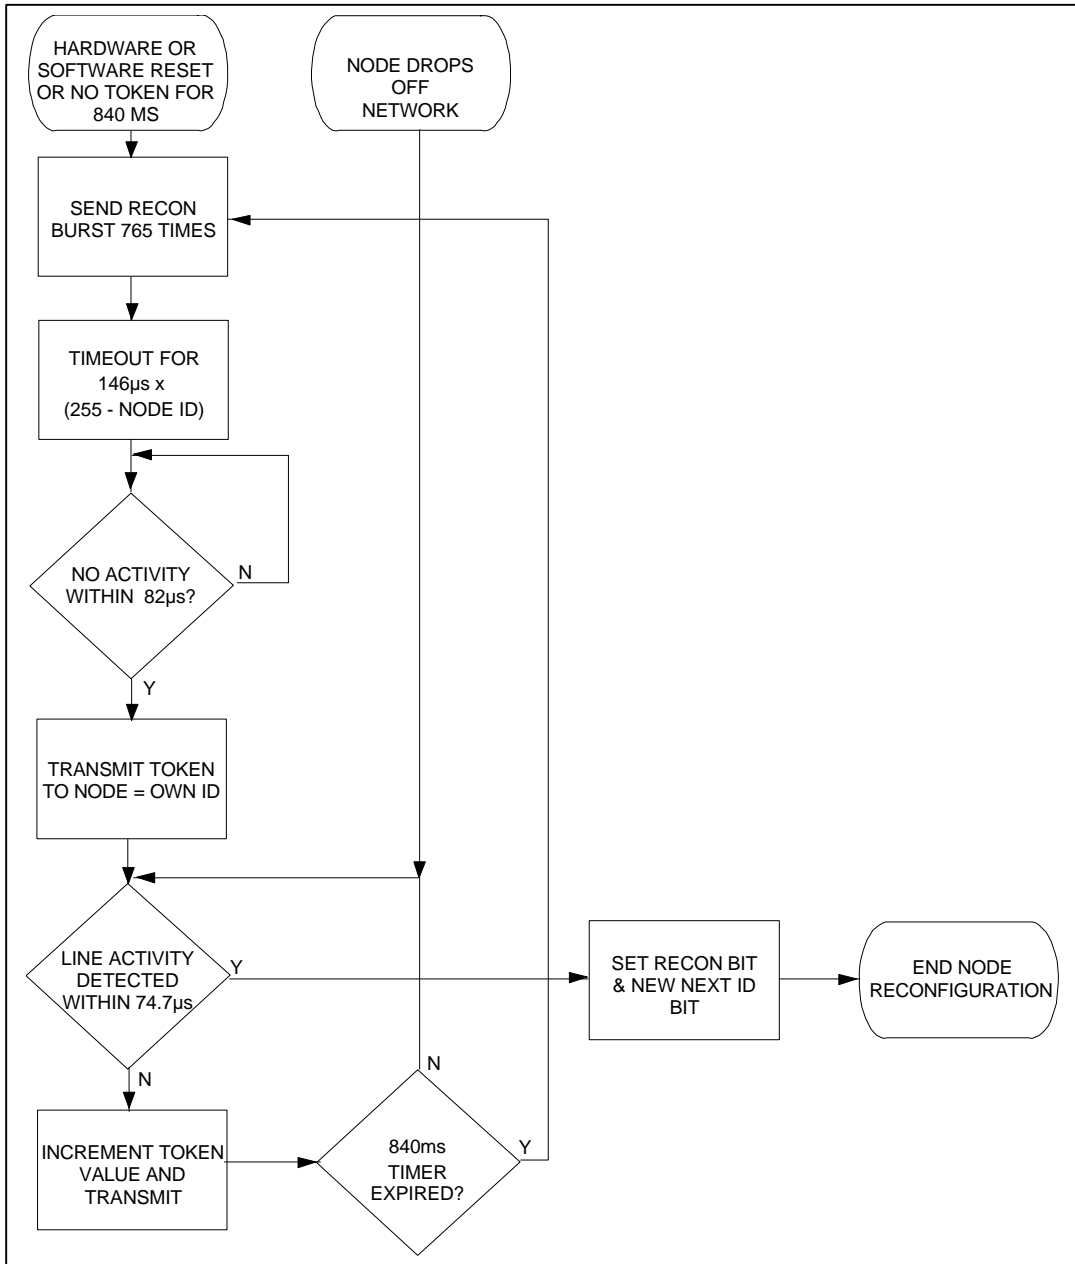 HARDWARE OR
SOFTWARE RESET
OR NO TOKEN FOR
840 MS
NODE DROPS
OFF
NETWORK
SEND RECON
BURST 765 TIMES
TIMEOUT FOR
146µs x
(255 - NODE ID)
NO ACTIVITY
WITHIN 82µs?
N
Y
TRANSMIT TOKEN
TO NODE = OWN ID
LINE ACTIVITY
DETECTED
WITHIN 74.7µs
Y
N
SET RECON BIT
& NEW NEXT ID
BIT
END NODE
RECONFIGURATION
INCREMENT TOKEN
VALUE AND
TRANSMIT
N
840ms
TIMER
EXPIRED?
Y